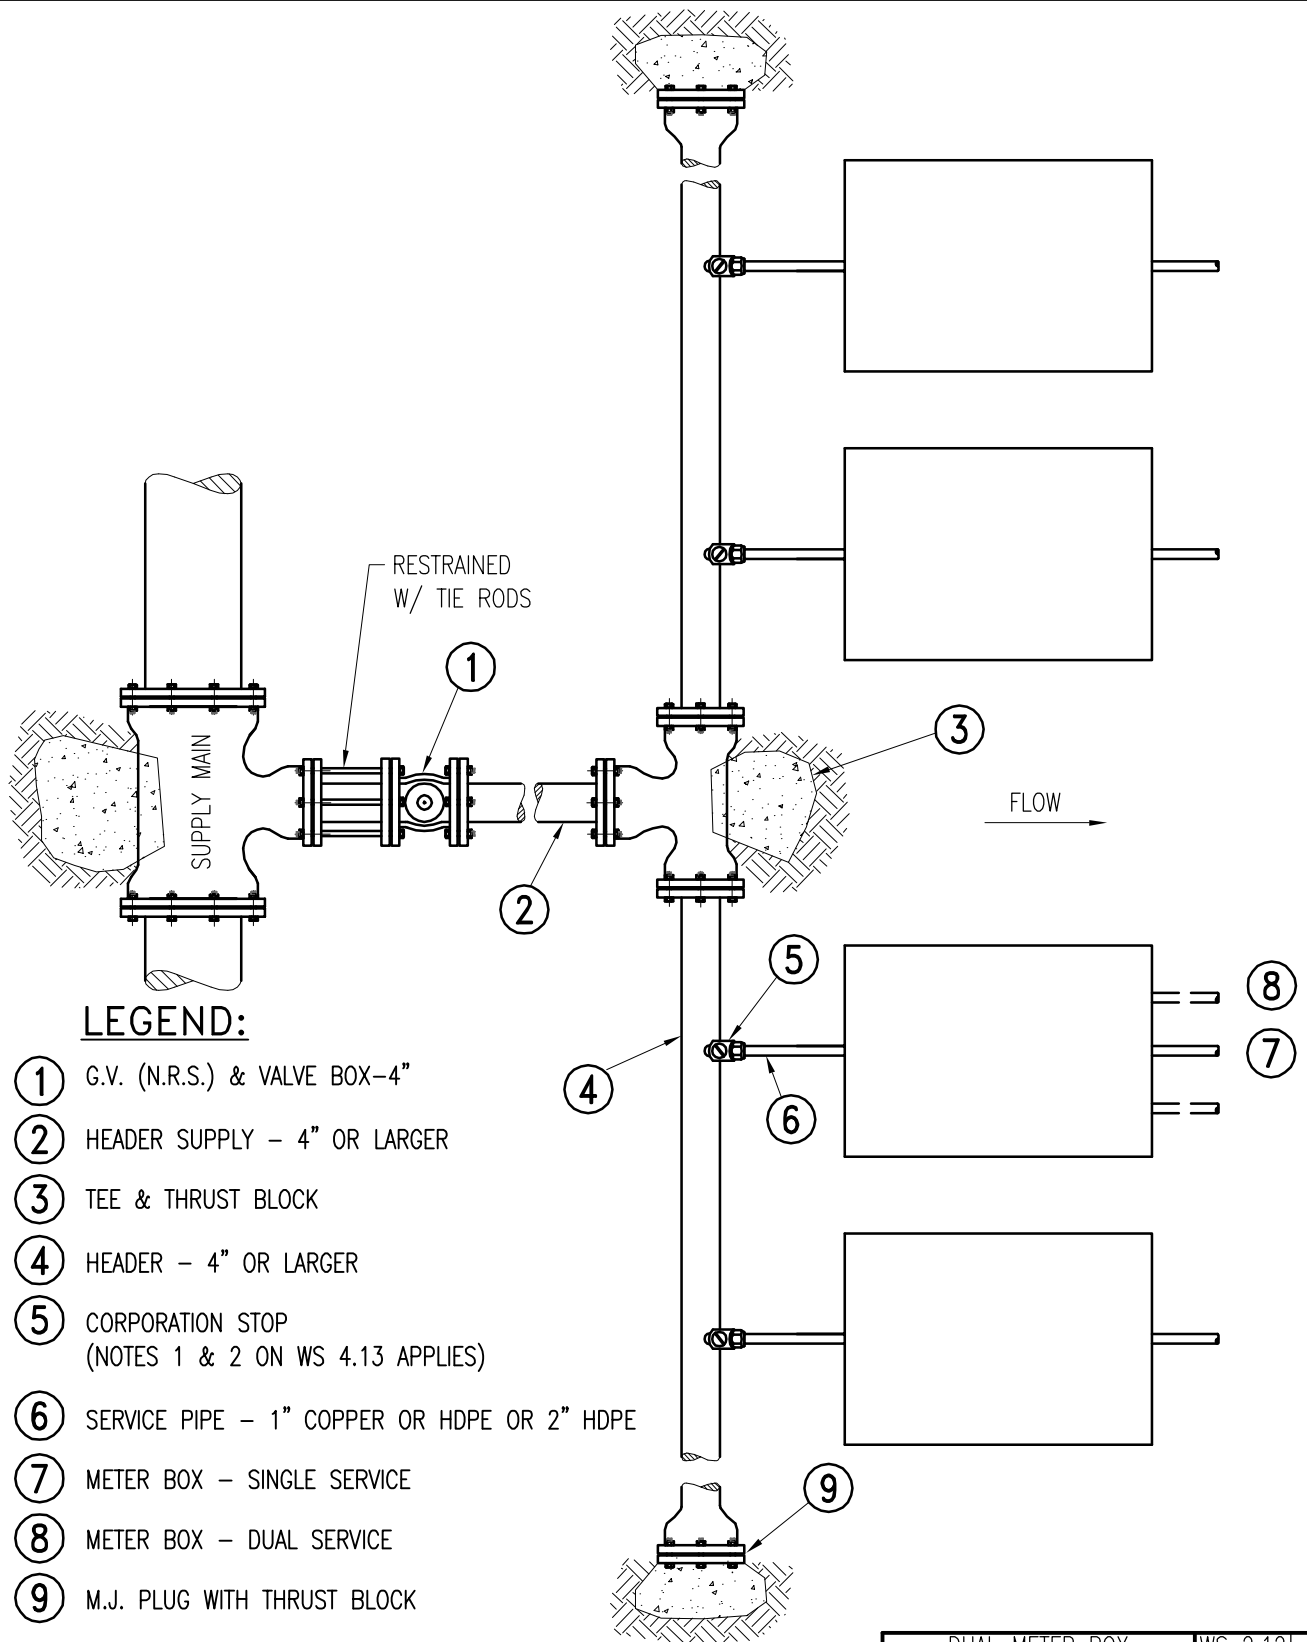 RESTRAINED
W/ TIE RODS
1
SUPPLY MAIN
3
FLOW
2
5
8
7
4
6
9
LEGEND:
1 G.V. (N.R.S.) & VALVE BOX-4"
2 HEADER SUPPLY - 4" OR LARGER
3 TEE & THRUST BLOCK
4 HEADER - 4" OR LARGER
5 CORPORATION STOP
(NOTES 1 & 2 ON WS 4.13 APPLIES)
6 SERVICE PIPE - 1" COPPER OR HDPE OR 2" HDPE
7 METER BOX - SINGLE SERVICE
8 METER BOX - DUAL SERVICE
9 M.J. PLUG WITH THRUST BLOCK
DUAL METER BOX